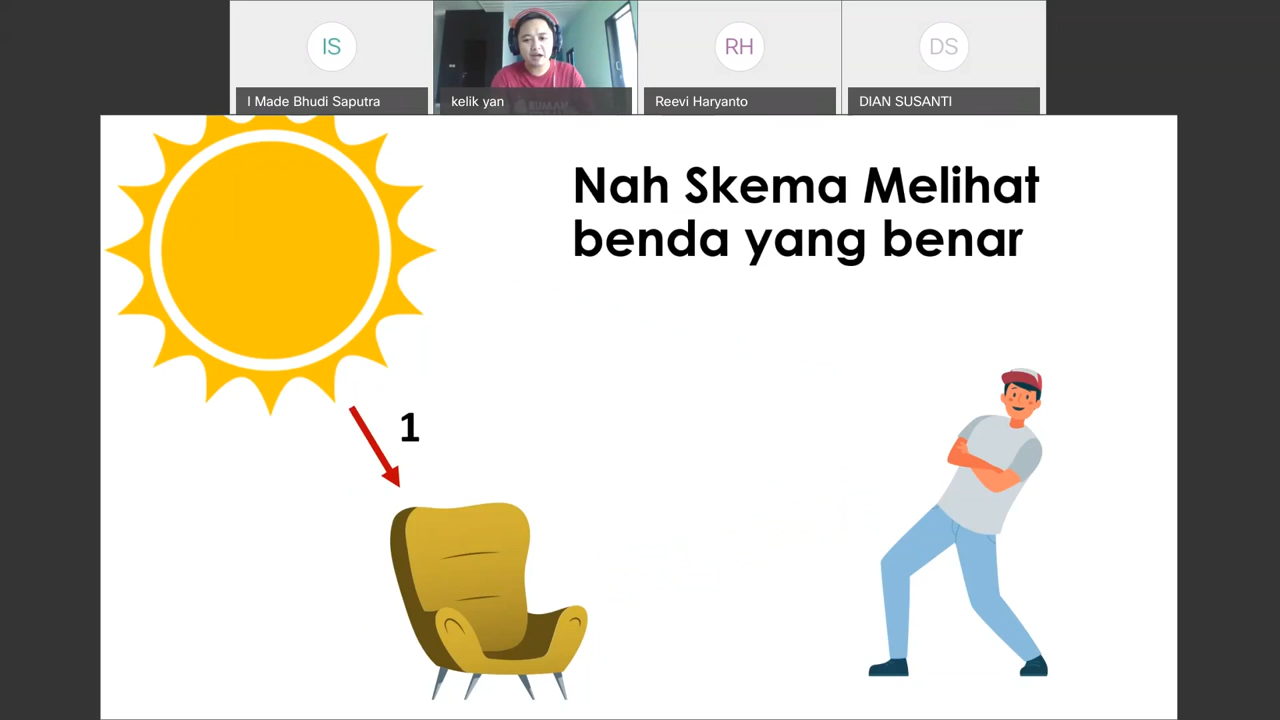 IS
I Made Bhudi Saputra
kelik yan
RH
Reevi Haryanto
DS
DIAN SUSANTI
Nah Skema Melihat
benda yang benar
1